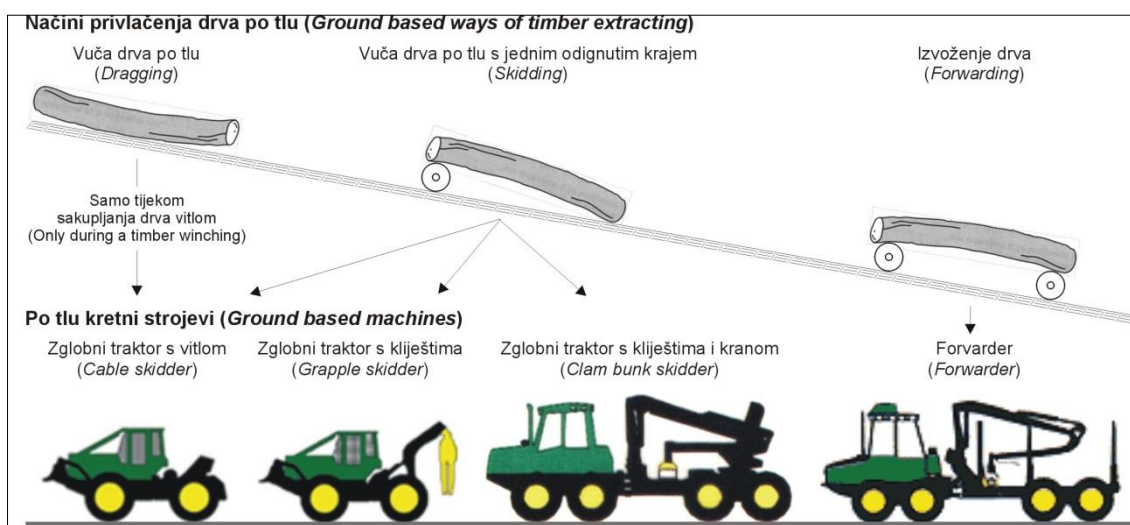 Načini privlačenja drva po tlu (Ground based ways of timber extracting)
Vuča drva po tlu
(Dragging)
Vuča drva po tlu s jednim odignutim krajem
(Skidding)
Izvoženje drva
(Forwarding)
Samo tijekom
sakupljanja drva vitlom
(Only during a timber winching)
Po tlu kretni strojevi (Ground based machines)
Zglobni traktor s vitlom
(Cable skidder)
Zglobni traktor s kliještima
(Grapple skidder)
Zglobni traktor s kliještima i kranom
(Clam bunk skidder)
Forvarder
(Forwarder)